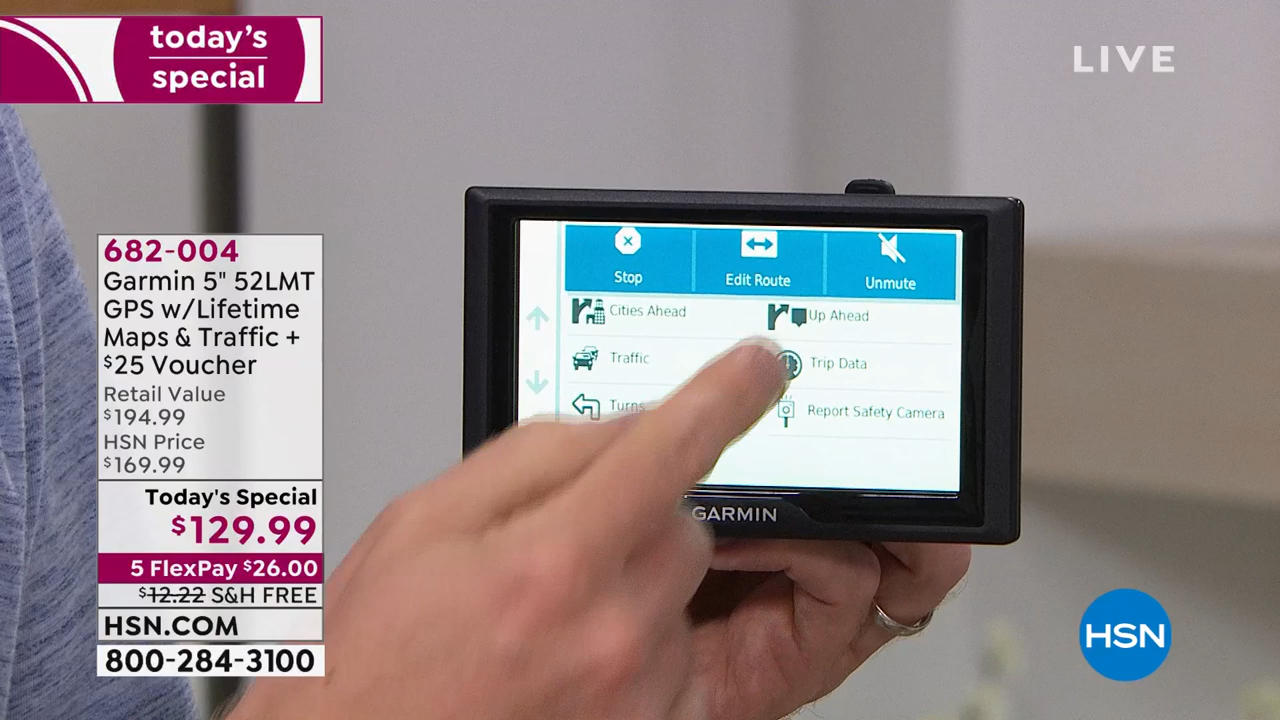 today's
special
LIVE
682-004
Garmin 5" 52LMT
GPS w/Lifetime
Maps & Traffic +
$25 Voucher
Retail Value
$194.99
HSN Price
$169.99
Today's Special
$129.99
5 FlexPay $26.00
$12.22 S&H FREE
HSN.COM
800-284-3100
Stop
Edit Route
Unmute
Cities Ahead
Up Ahead
Traffic
Trip Data
Turns
Report Safety Camera
GARMIN
HSN